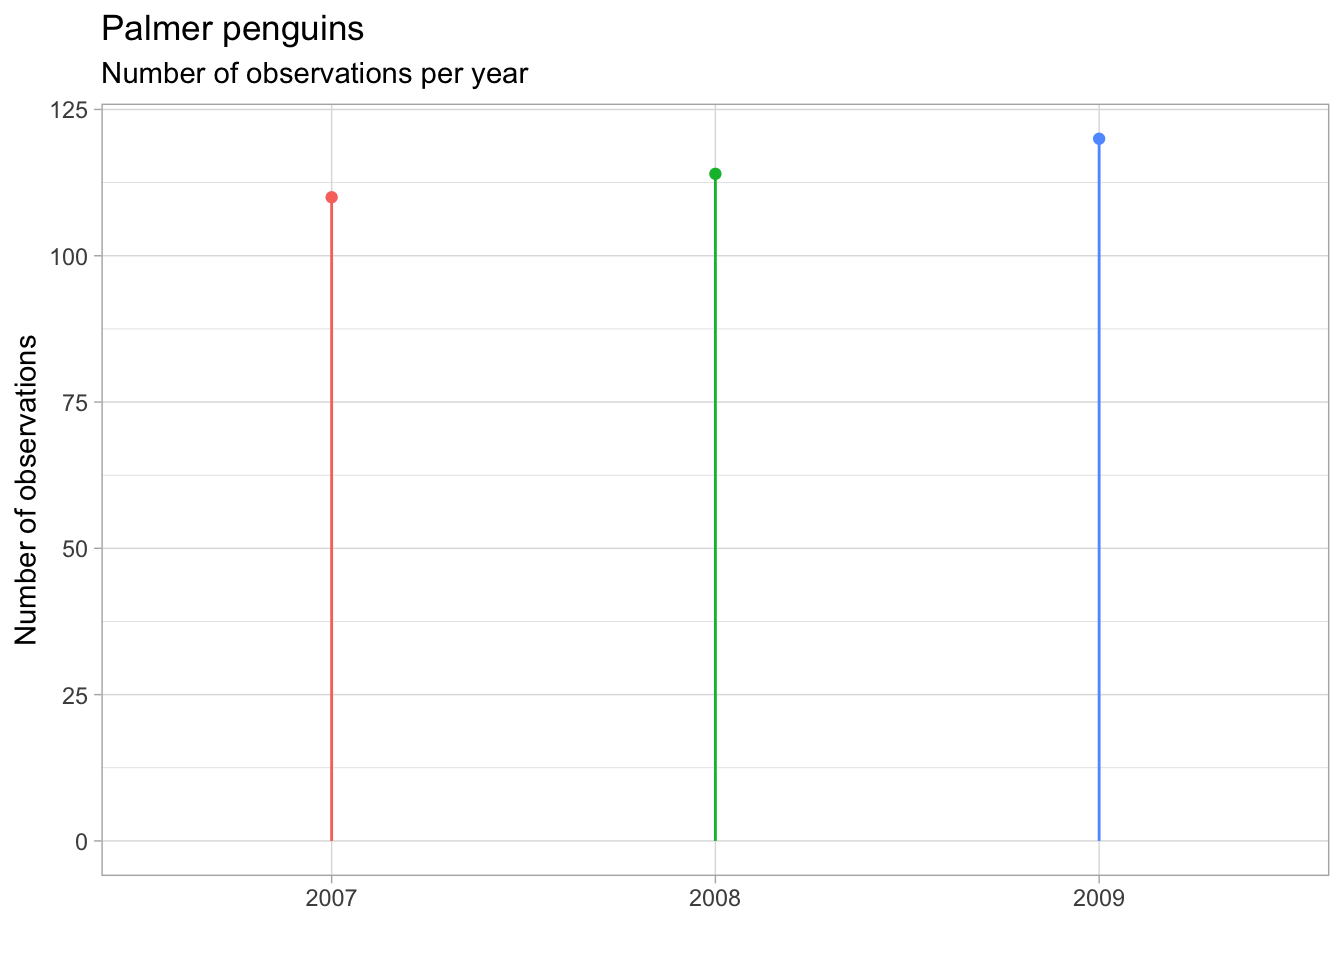 Palmer penguins
Number of observations per year
125
100
75
50
25
0
Number of observations
2007 2008 2009